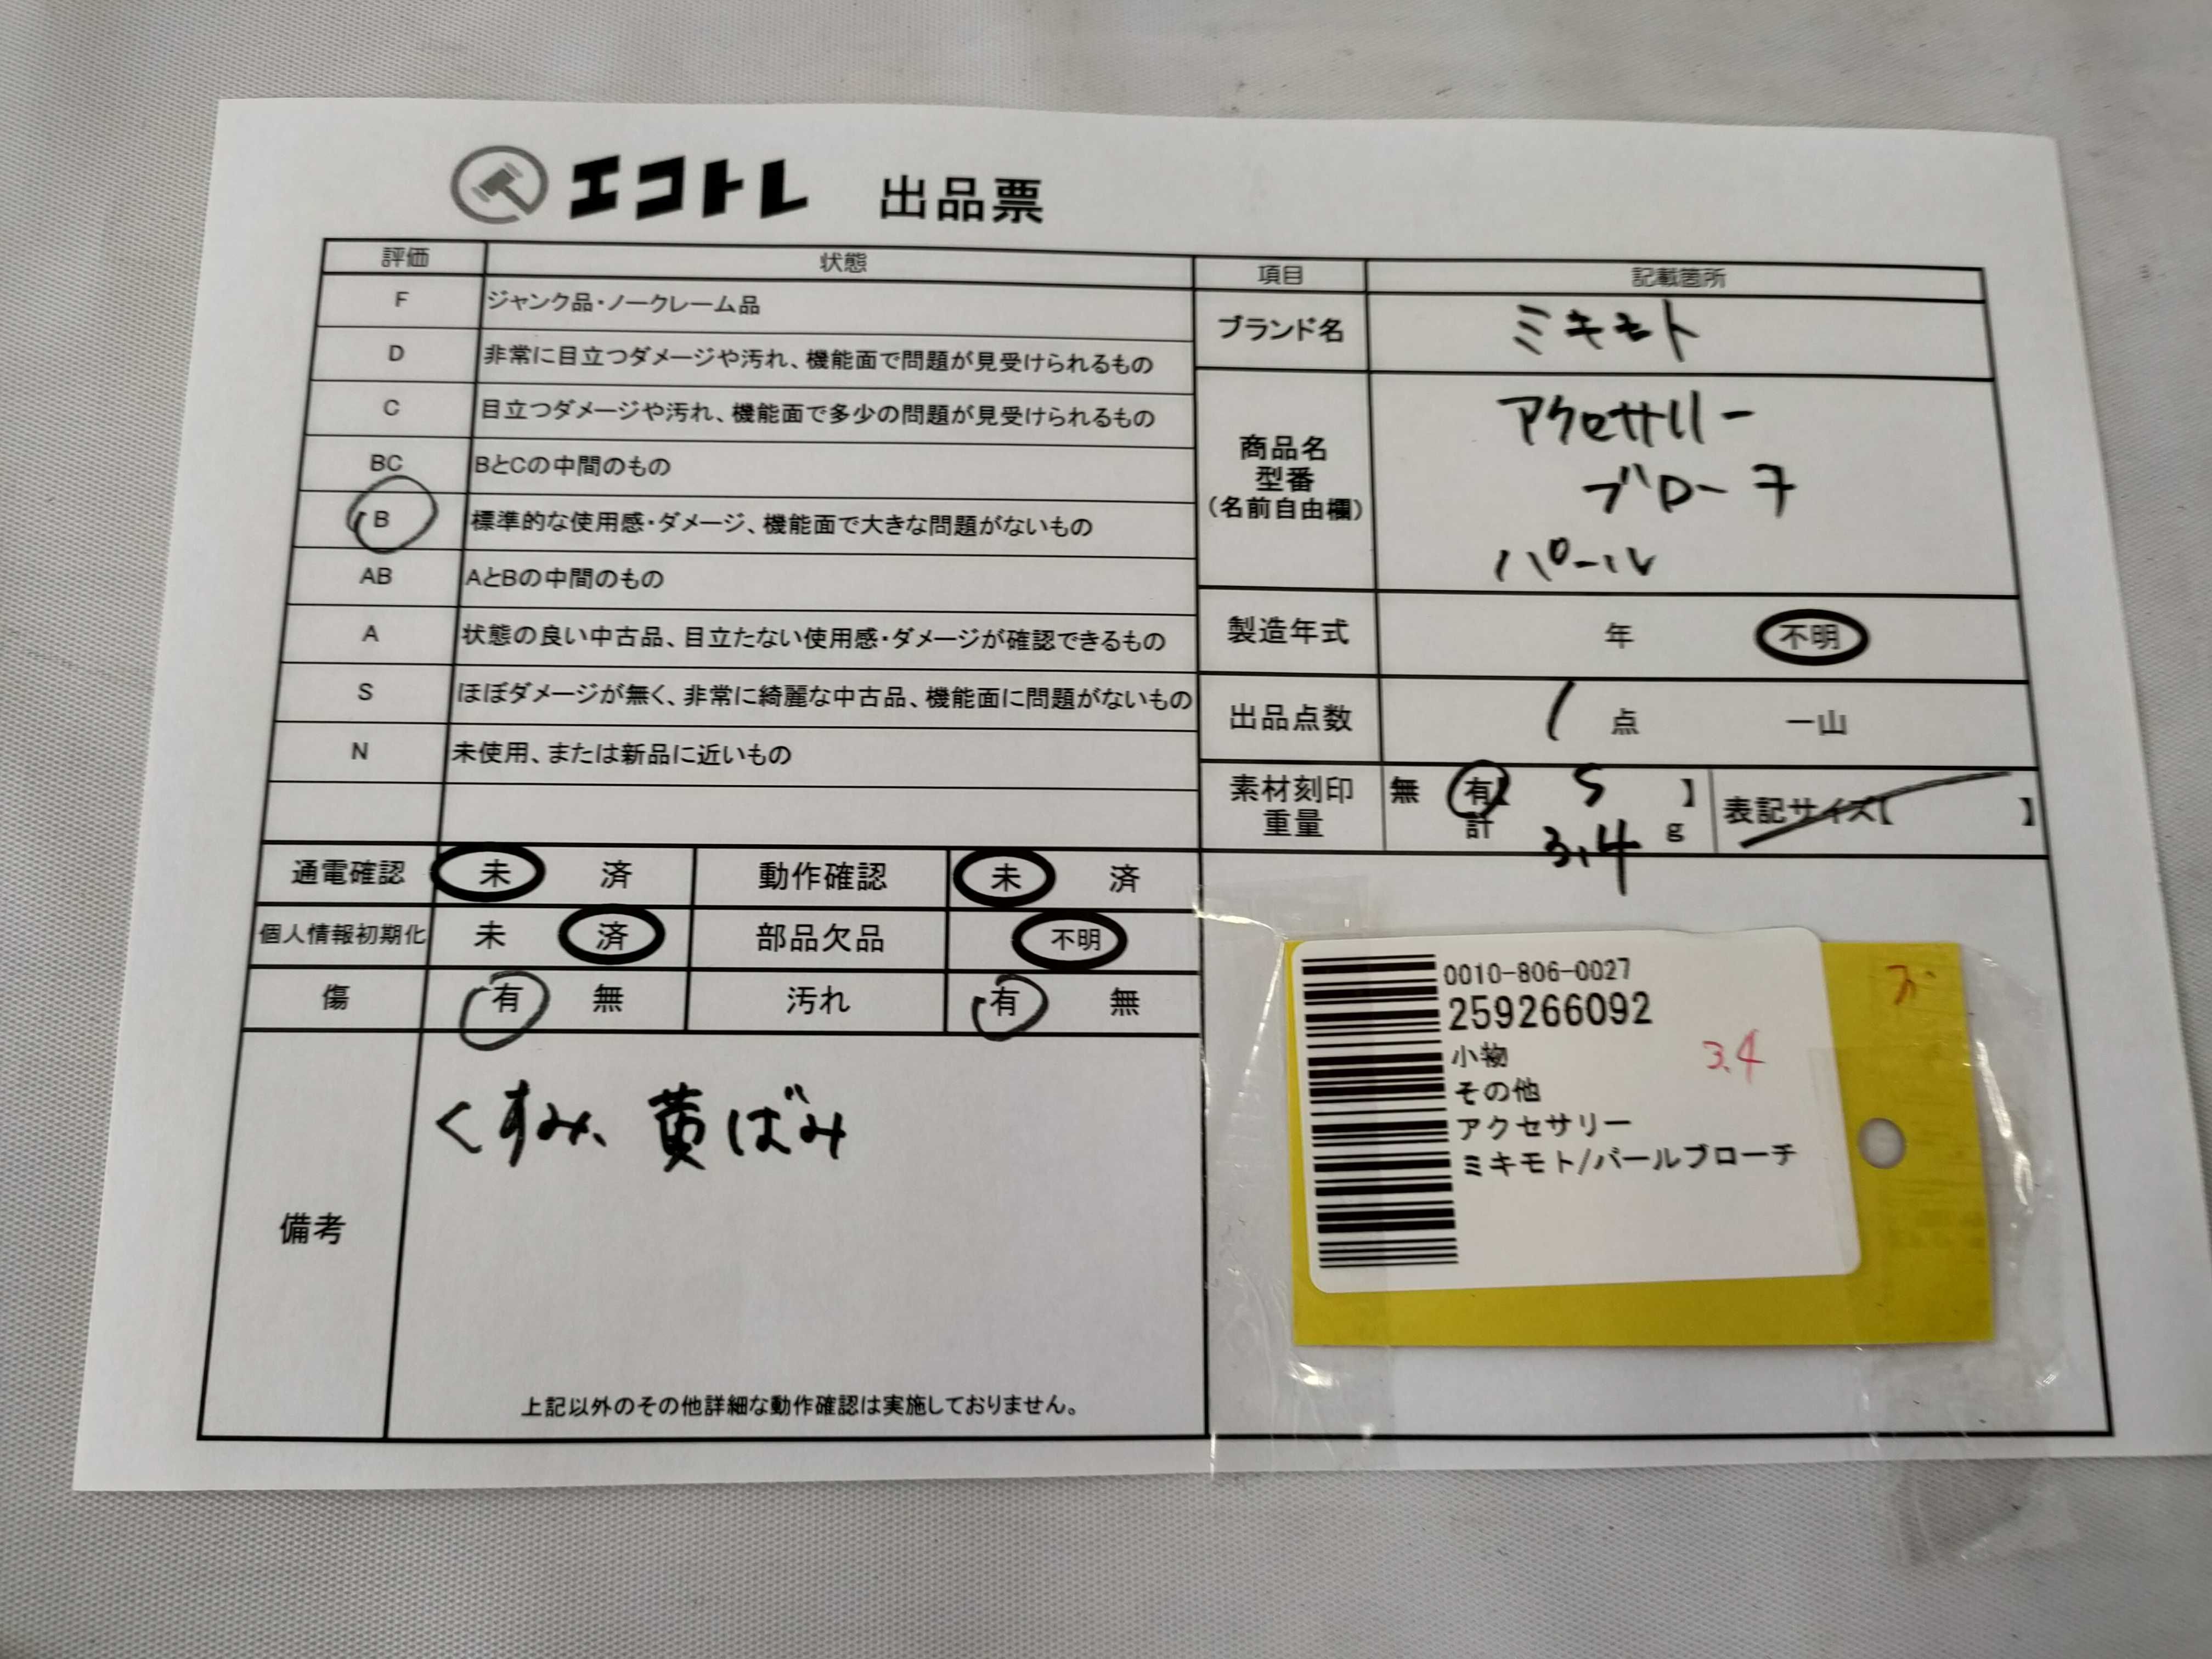 エコトレ 出品票
評価 状態
F ジャンク品・ノークレーム品
D 非常に目立つダメージや汚れ、機能面で問題が見受けられるもの
C 目立つダメージや汚れ、機能面で多少の問題が見受けられるもの
BC BとCの中間のもの
B 標準的な使用感・ダメージ、機能面で大きな問題がないもの
AB AとBの中間のもの
A 状態の良い中古品、目立たない使用感・ダメージが確認できるもの
S ほぼダメージが無く、非常に綺麗な中古品、機能面に問題がないもの
N 未使用、または新品に近いもの
通電確認 未 済 動作確認 未 済
個人情報初期化 未 済 部品欠品 不明
傷 有 無 汚れ 有 無
備考
くすみ、黄ばみ
上記以外のその他詳細な動作確認は実施しておりません。
項目 記載箇所
ブランド名 ミキモト
商品名
型番
(名前自由欄)
アクセサリー
ブローチ
パール
製造年式 年 不明
出品点数 1 点 一山
素材刻印 無 有【 S 】
重量 計 3.4 g
表記サイズ【 】
0010-806-0027
259266092
小物
3.4
その他
アクセサリー
ミキモト/パールブローチ